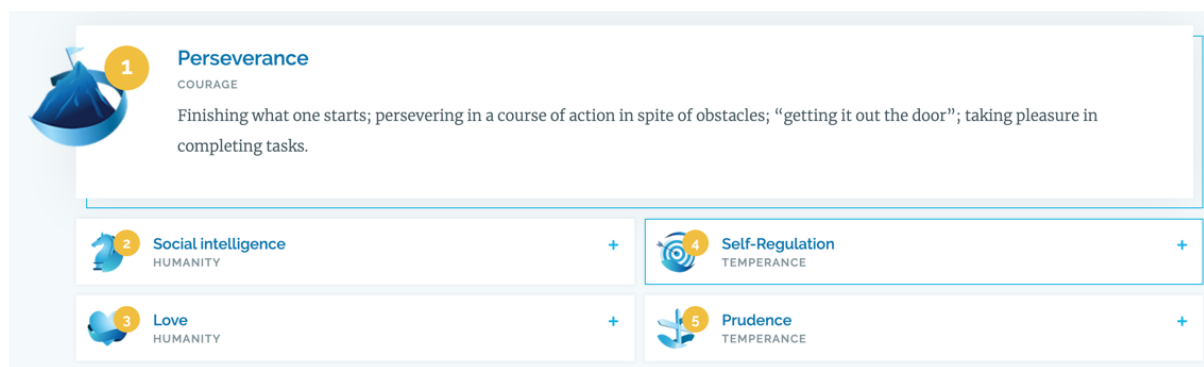 1
Perseverance
COURAGE
Finishing what one starts; persevering in a course of action in spite of obstacles; “getting it out the door”; taking pleasure in
completing tasks.
2
Social intelligence
+
HUMANITY
3
Love
+
HUMANITY
4
Self-Regulation
+
TEMPERANCE
5
Prudence
+
TEMPERANCE